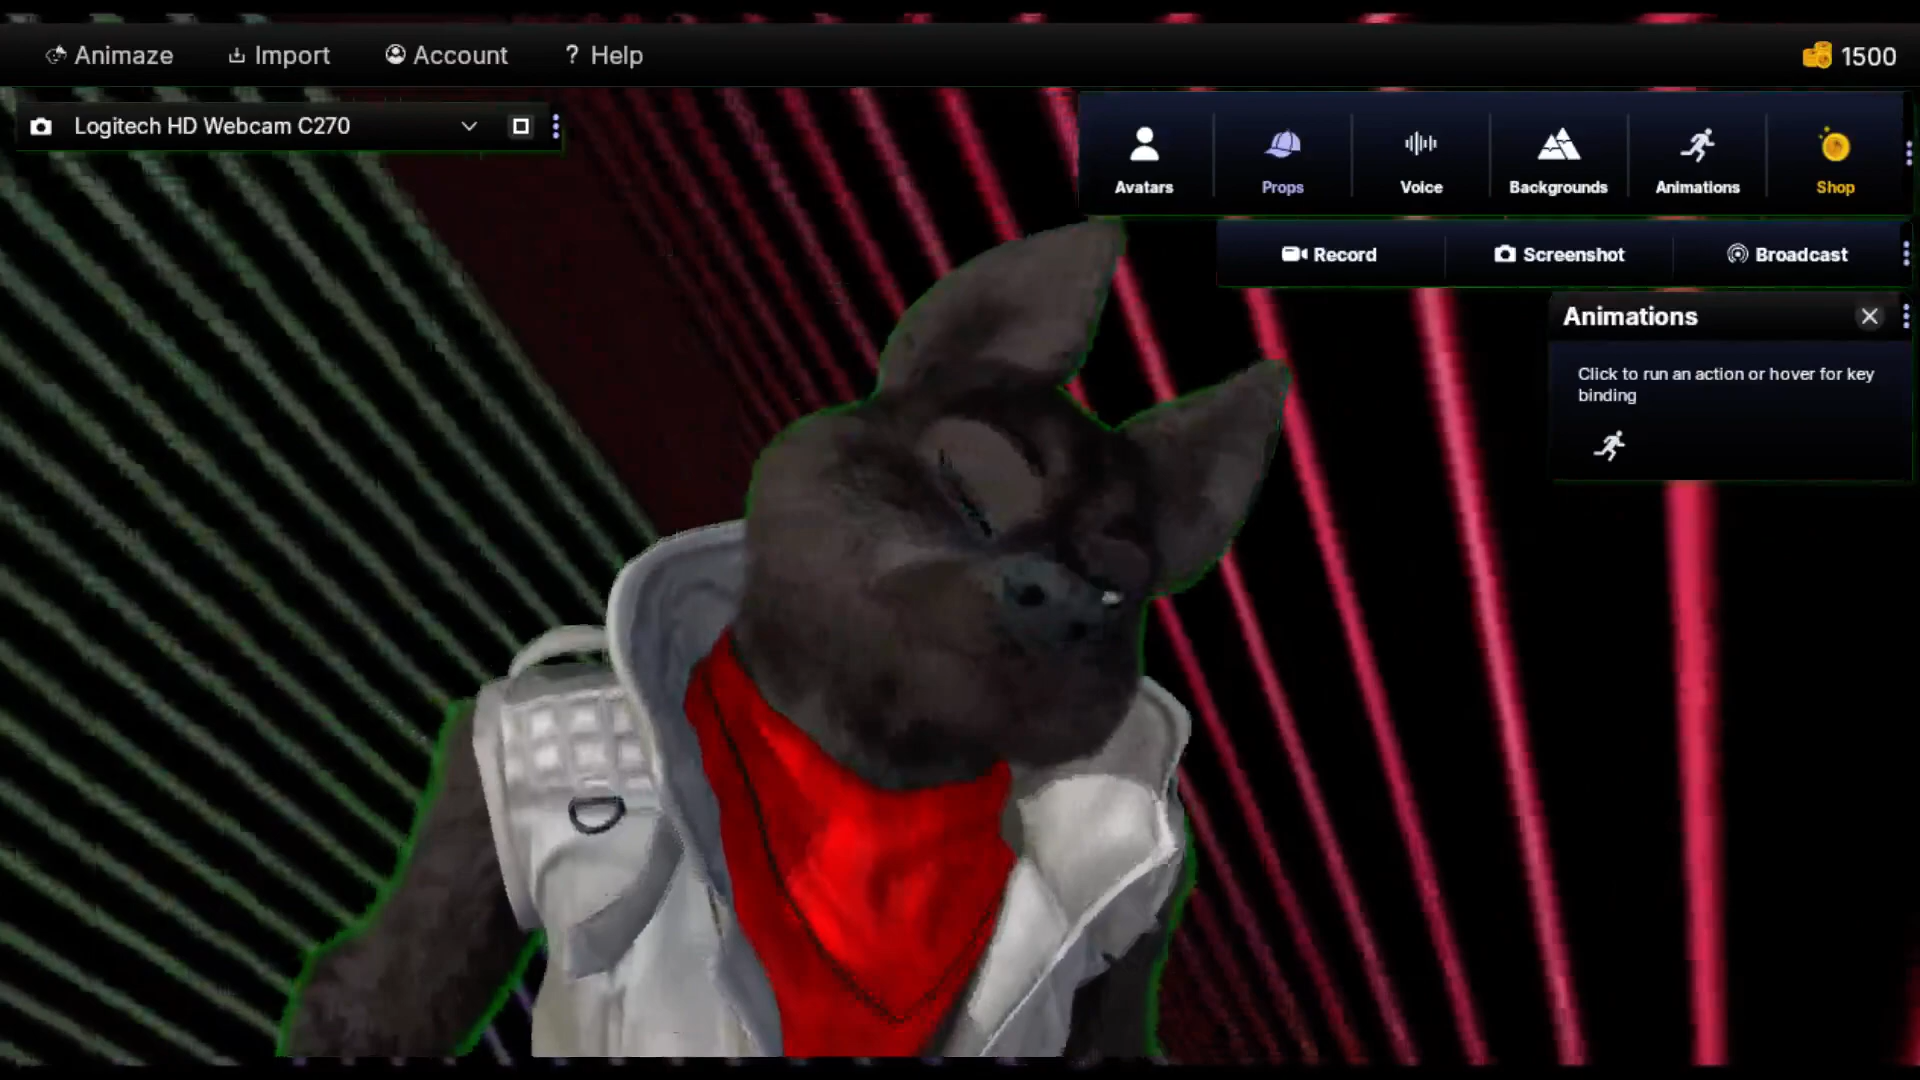 Animaze
Import
Account
? Help
1500
Logitech HD Webcam C270
Avatars
Props
Voice
Backgrounds
Animations
Shop
Record
Screenshot
Broadcast
Animations
Click to run an action or hover for key
binding